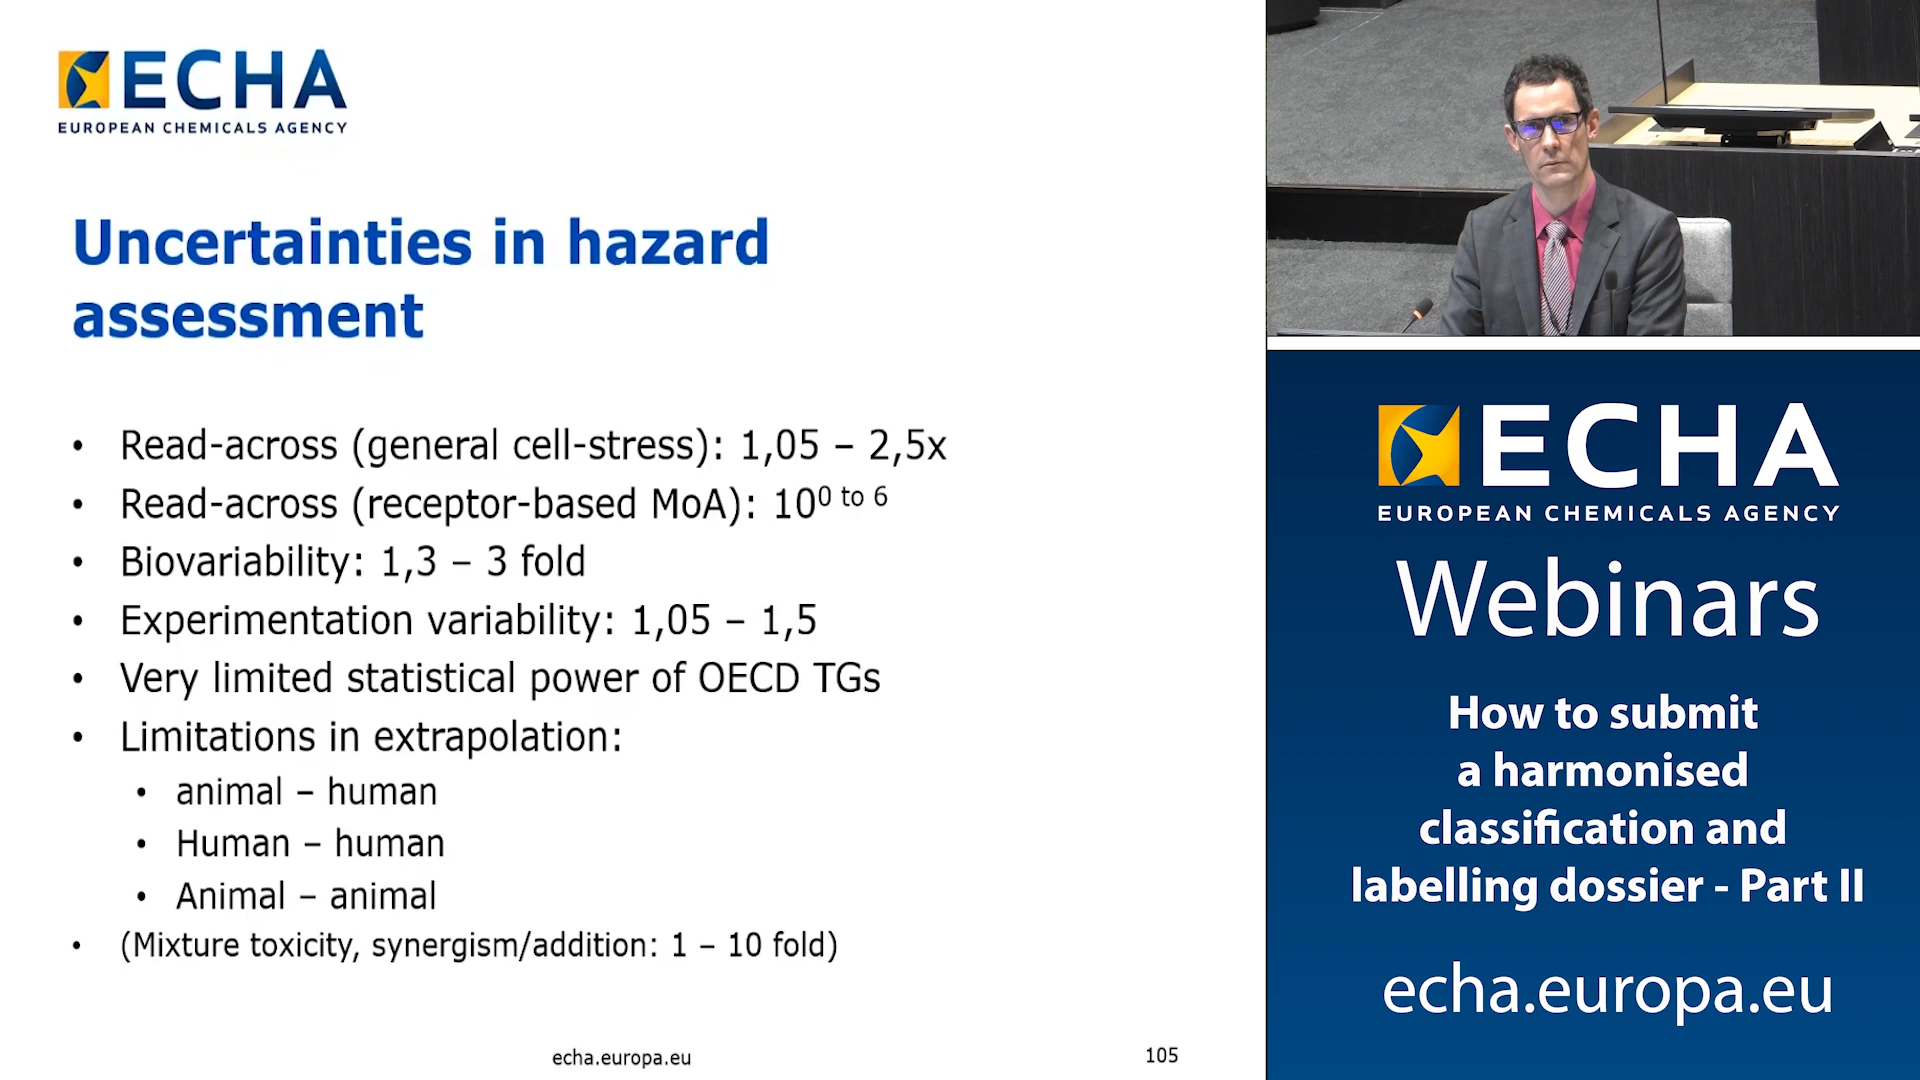 ECHA
EUROPEAN CHEMICALS AGENCY
Uncertainties in hazard
assessment
• Read-across (general cell-stress): 1,05 – 2,5x
• Read-across (receptor-based MoA): 10⁰ ᵗᵒ ⁶
• Biovariability: 1,3 – 3 fold
• Experimentation variability: 1,05 – 1,5
• Very limited statistical power of OECD TGs
• Limitations in extrapolation:
• animal – human
• Human – human
• Animal – animal
• (Mixture toxicity, synergism/addition: 1 – 10 fold)
echa.europa.eu
105
ECHA
EUROPEAN CHEMICALS AGENCY
Webinars
How to submit
a harmonised
classification and
labelling dossier - Part II
echa.europa.eu